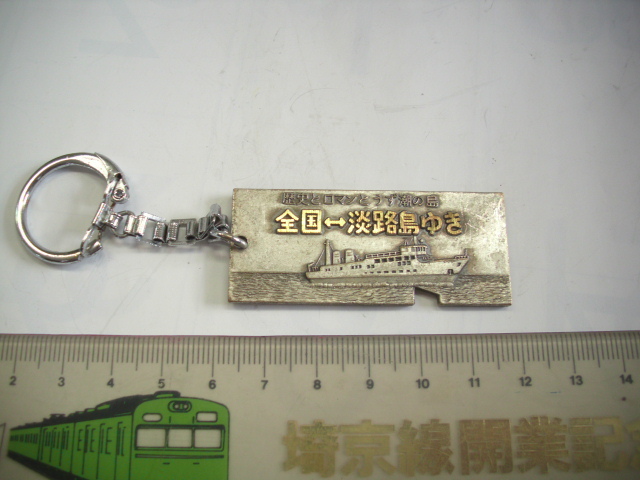 歴史とロマンとうず潮の島
全国↔淡路島ゆき
2 3 4 5 6 7 8 9 10 11 12 13 14
埼京線開業記